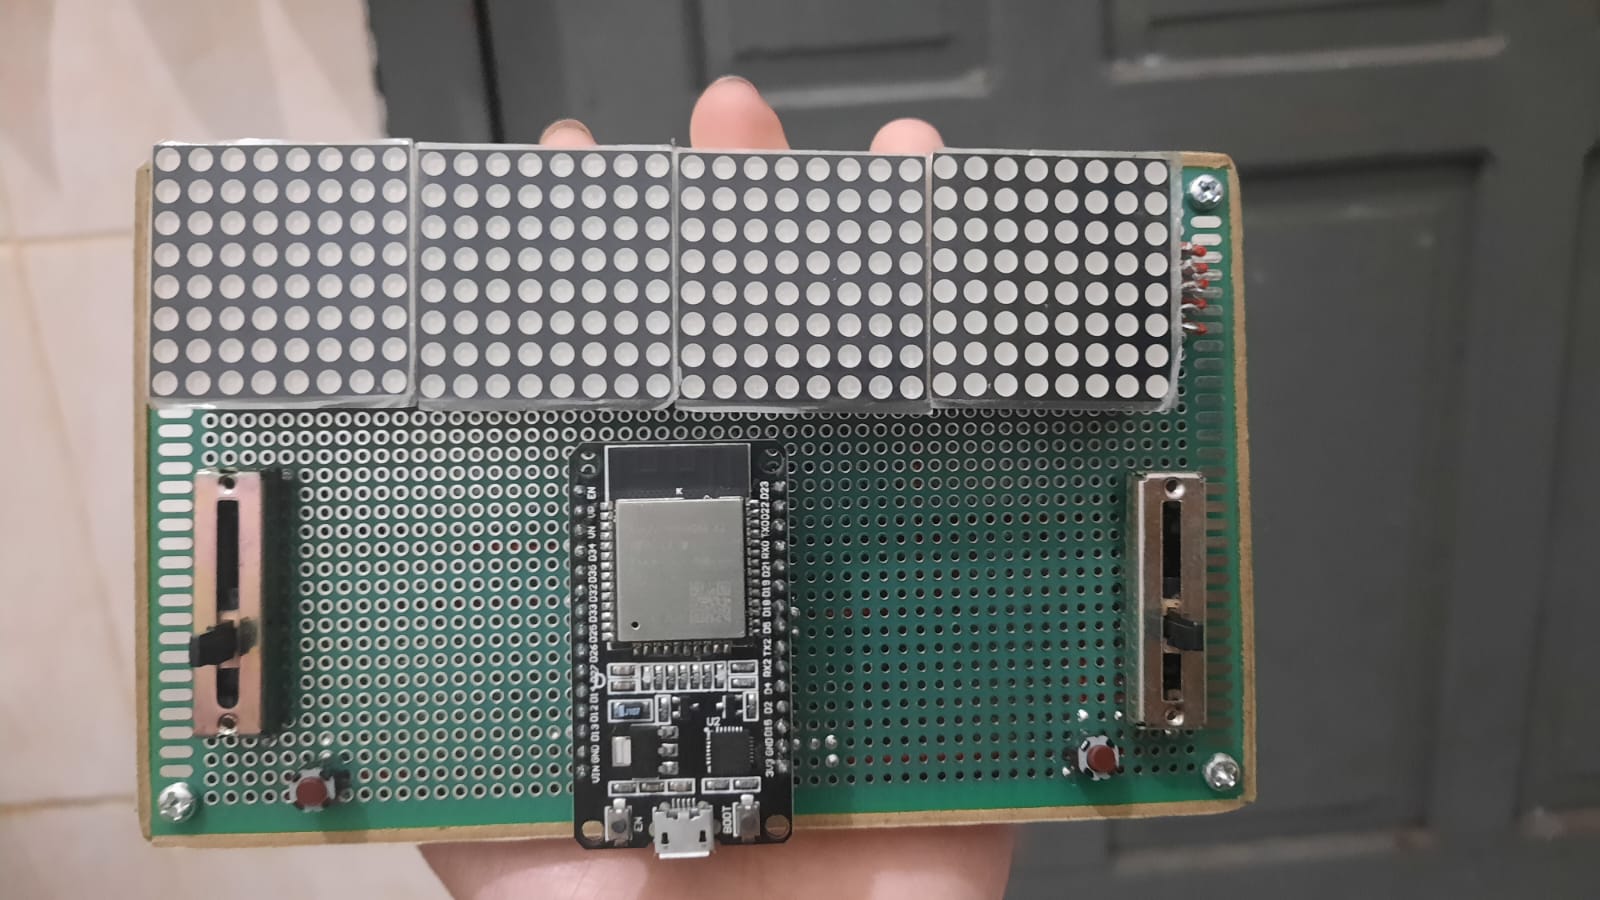 EN
VP
VN
D34
D35
D32
D33
D25
D26
D27
D14
D12
D13
GND
VIN
D23
D22
TX0
RX0
D21
D19
D18
D5
TX2
RX2
D4
D2
D15
GND
3V3
U2
EN
BOOT